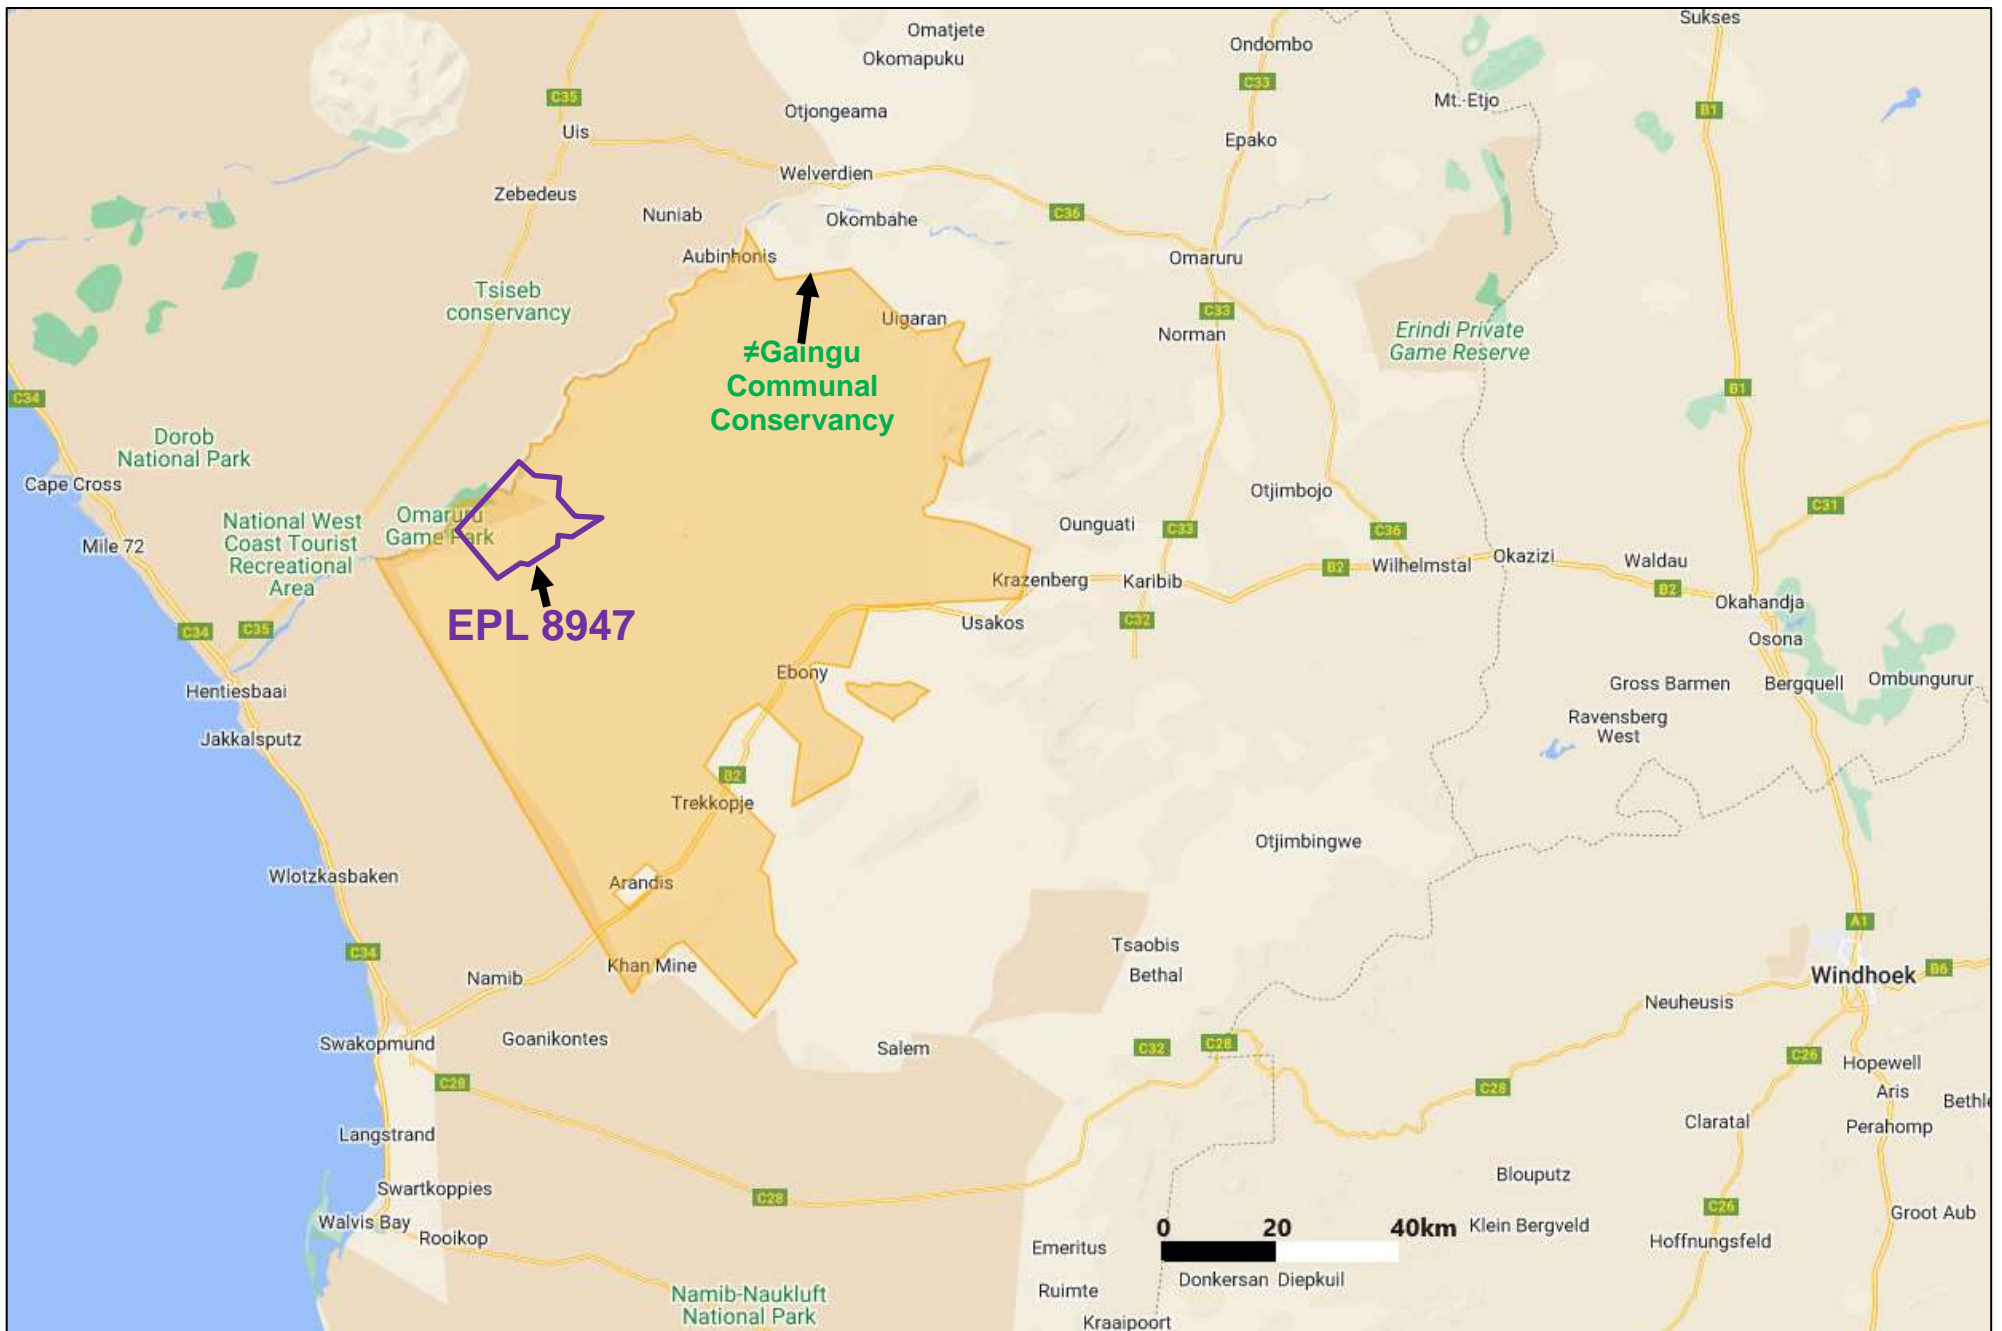 Sukses
Omatjete
Okomapuku
Ondombo
C33
Mt. Etjo
C35
B1
Otjongeama
Uis
Epako
Welverdien
Zebedeus
Nuniab
Okombahe
C36
Aubinhonis
Omaruru
Tsiseb
conservancy
Uigaran
C33
Norman
Erindi Private
Game Reserve
≠Gaingu
Communal
Conservancy
B1
C34
Dorob
National Park
Cape Cross
Otjimbojo
C31
National West
Coast Tourist
Recreational
Area
Omaruru
Game Park
Ounguati
C33
C36
Mile 72
Krazenberg
Karibib
B2
Wilhelmstal
Okazizi
Waldau
B2
Okahandja
EPL 8947
Usakos
C32
C34
C35
Osona
Ebony
Hentiesbaai
Gross Barmen
Bergquell
Ombungurur
Ravensberg
West
Jakkalsputz
B2
Trekkopje
Otjimbingwe
Wlotzkasbaken
Arandis
A1
C34
Tsaobis
Bethal
Khan Mine
Namib
Windhoek
B6
Neuheusis
Swakopmund
Goanikontes
Salem
C32
C28
C26
Hopewell
C28
C28
Aris
Bethle
Langstrand
Claratal
Perahomp
Blouputz
Swartkoppies
C28
C26
Groot Aub
Walvis Bay
Rooikop
0 20 40km
Klein Bergveld
Hoffnungsfeld
Emeritus
Donkersan
Diepkuil
Ruimte
Namib-Naukluft
National Park
Kraaipoort